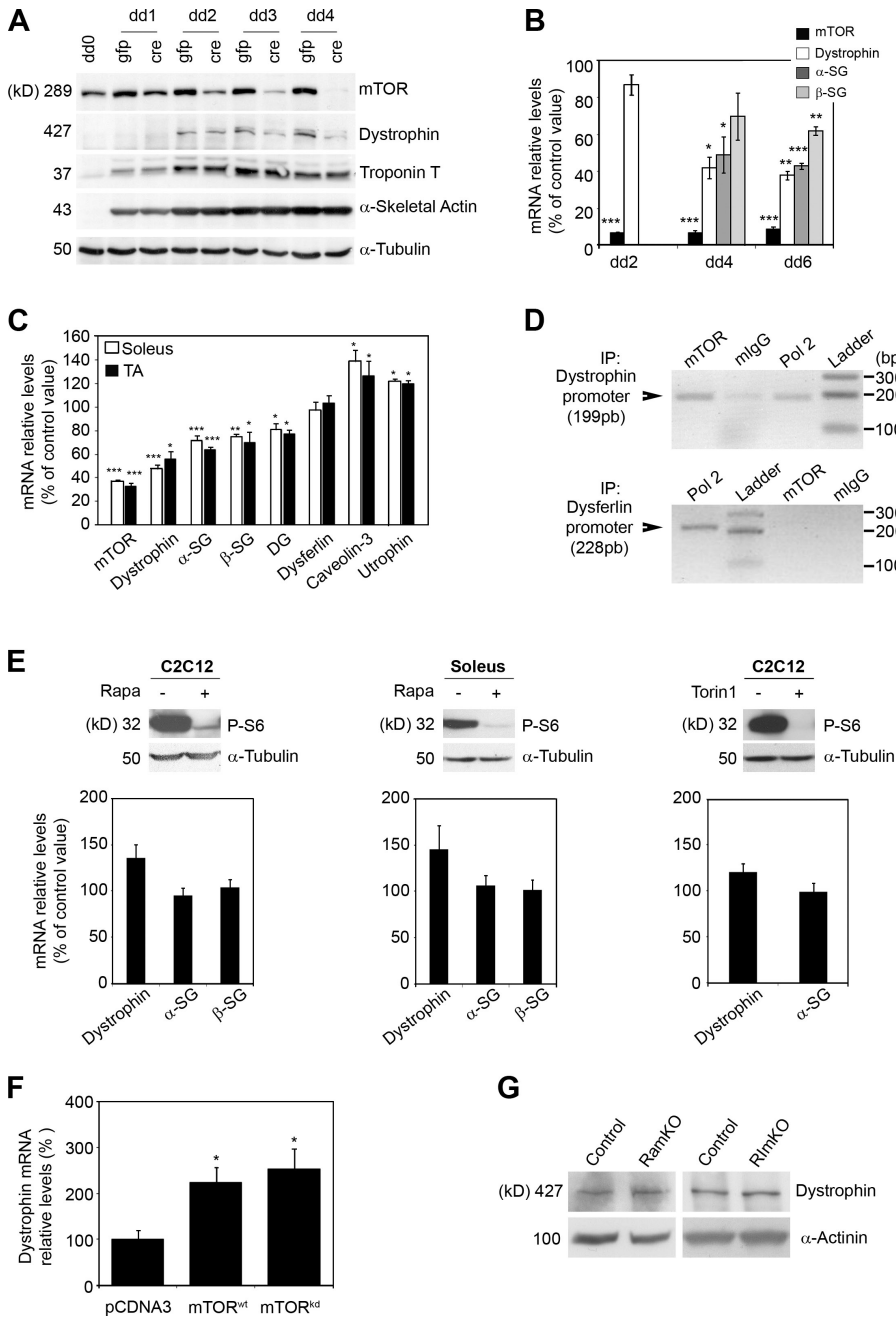 A
dd1 dd2 dd3 dd4
dd0 gfp cre gfp cre gfp cre gfp cre
(kD) 289 mTOR
427 Dystrophin
37 Troponin T
43 α-Skeletal Actin
50 α-Tubulin
B
mTOR
Dystrophin
α-SG
β-SG
mRNA relative levels
(% of control value)
100
80
60
40
20
0
*** * * *** ** *** **
***
dd2 dd4 dd6
C
Soleus
TA
mRNA relative levels
(% of control value)
160
140
120
100
80
60
40
20
0
*** *** *** * *** *** ** * * * * * * *
mTOR Dystrophin α-SG β-SG DG Dysferlin Caveolin-3 Utrophin
D
mTOR mIgG Pol 2 Ladder (bp
IP:
Dystrophin
promoter
(199pb)
300
200
100
Pol 2 Ladder mTOR mIgG
IP:
Dysferlin
promoter
(228pb)
300
200
100
E
C2C12
Rapa - +
(kD) 32 P-S6
50 α-Tubulin
Soleus
Rapa - +
(kD) 32 P-S6
50 α-Tubulin
C2C12
Torin1 - +
(kD) 32 P-S6
50 α-Tubulin
mRNA relative levels
(% of control value)
200
150
100
50
0
Dystrophin α-SG β-SG
200
150
100
50
0
Dystrophin α-SG β-SG
200
150
100
50
0
Dystrophin α-SG
F
Dystrophin mRNA
relative levels (% )
400
300
200
100
0
* *
pCDNA3 mTORwt mTORkd
G
Control RamKO Control RImKO
(kD) 427 Dystrophin
100 α-Actinin